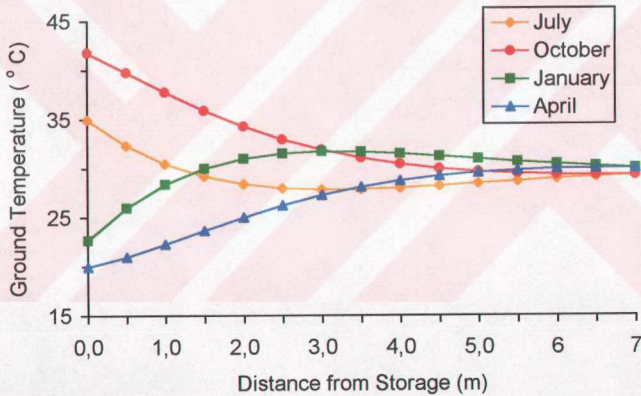 45
35
25
15
Ground Temperature ( ° C)
July
October
January
April
0,0 1,0 2,0 3,0 4,0 5,0 6,0 7
Distance from Storage (m)